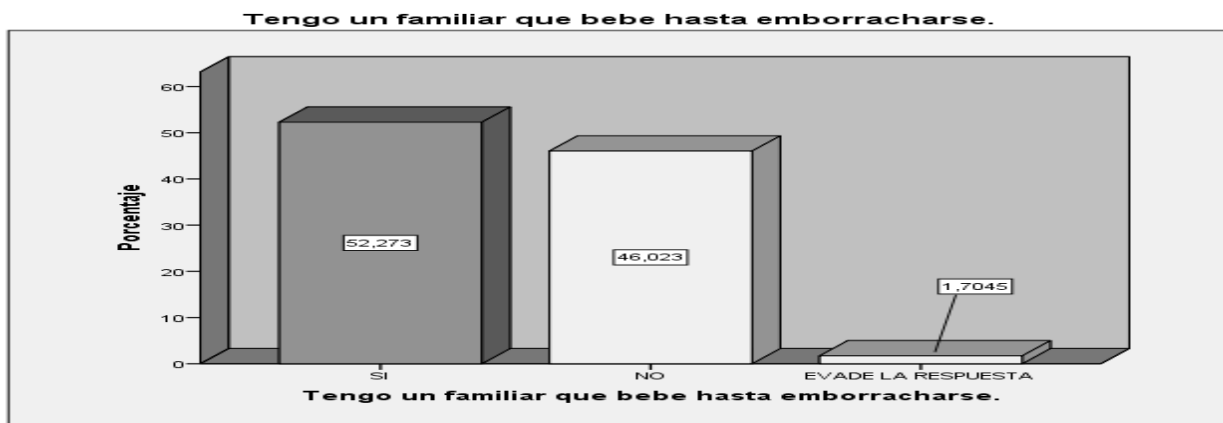 Tengo un familiar que bebe hasta emborracharse.
Porcentaje
60
50
40
30
20
10
0
52,273
46,023
1,7045
SI
NO
EVADE LA RESPUESTA
Tengo un familiar que bebe hasta emborracharse.